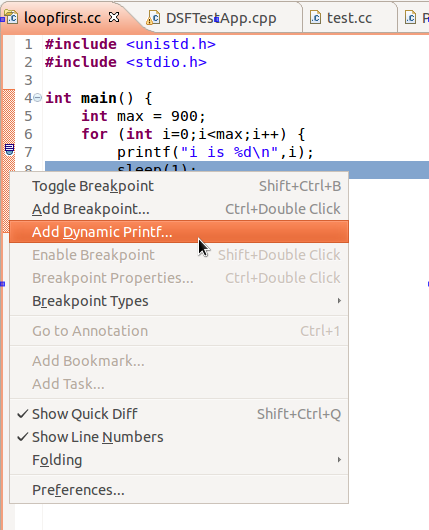 loopfirst.cc DSFTestApp.cpp test.cc
1 #include <unistd.h>
2 #include <stdio.h>
3
4 int main() {
5 int max = 900;
6 for (int i=0;i<max;i++) {
7 printf("i is %d\n",i);
8 sleep(1);
Toggle Breakpoint Shift+Ctrl+B
Add Breakpoint... Ctrl+Double Click
Add Dynamic Printf...
Enable Breakpoint Shift+Double Click
Breakpoint Properties... Ctrl+Double Click
Breakpoint Types
Go to Annotation Ctrl+1
Add Bookmark...
Add Task...
Show Quick Diff Shift+Ctrl+Q
Show Line Numbers
Folding
Preferences...